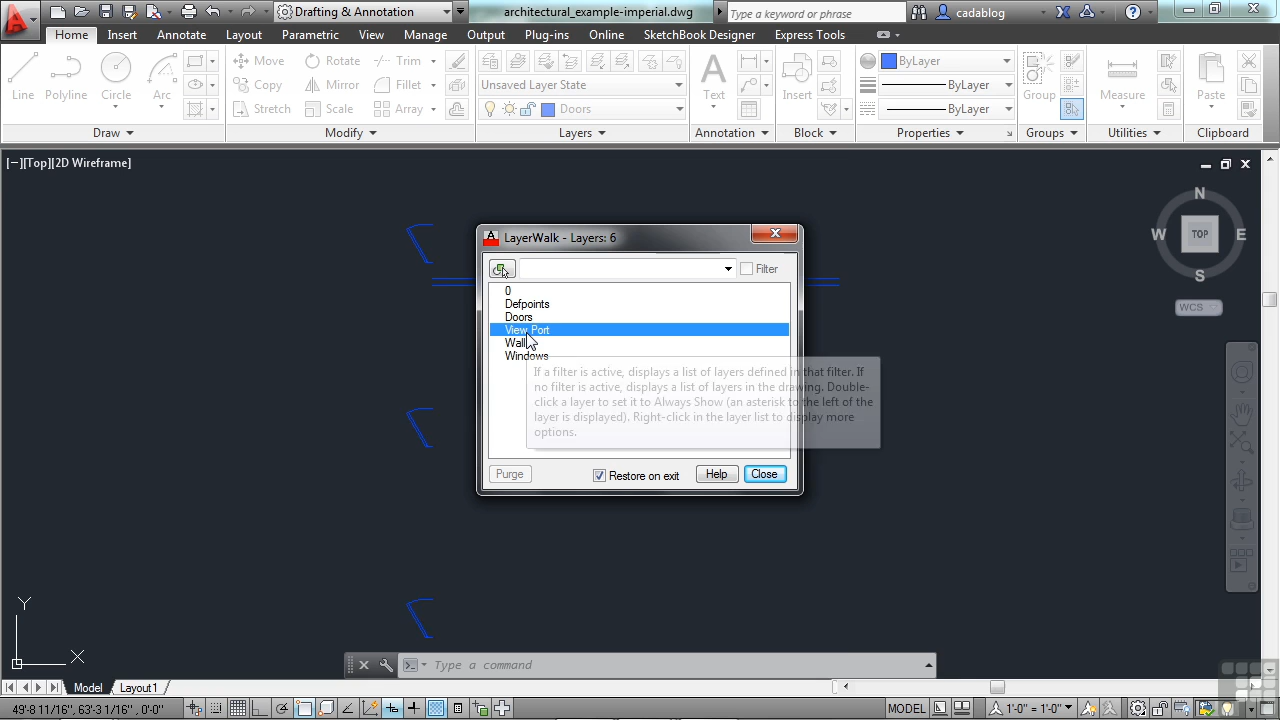 Drafting & Annotation
architectural_example-imperial.dwg
Type a keyword or phrase
cadablog
Home Insert Annotate Layout Parametric View Manage Output Plug-ins Online SketchBook Designer Express Tools
Line Polyline Circle Arc
Move Rotate Trim
Copy Mirror Fillet
Stretch Scale Array
Unsaved Layer State
Doors
Text
Insert
ByLayer
ByLayer
ByLayer
Group
Measure
Paste
Draw Modify Layers Annotation Block Properties Groups Utilities Clipboard
[−][Top][2D Wireframe]
N
W TOP E
S
WCS
LayerWalk - Layers: 6
Filter
0
Defpoints
Doors
View Port
Wall
Windows
If a filter is active, displays a list of layers defined in that filter. If
no filter is active, displays a list of layers in the drawing. Double-
click a layer to set it to Always Show (an asterisk to the left of the
layer is displayed). Right-click in the layer list to display more
options.
Purge Restore on exit Help Close
Y
X
Type a command
Model Layout1
49'-8 11/16", 63'-3 1/16" , 0'-0" MODEL 1'-0" = 1'-0"